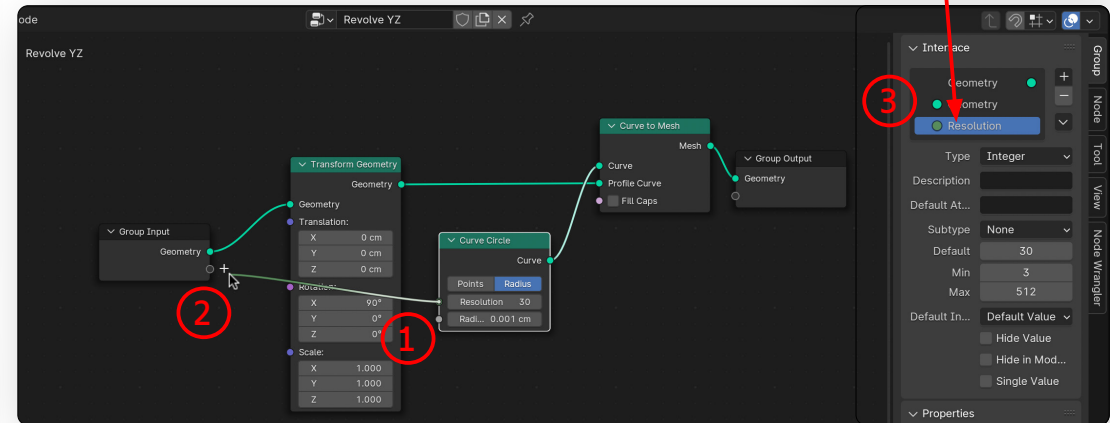 ode
Revolve YZ
Revolve YZ
Group Input
Geometry
2
Transform Geometry
Geometry
Geometry
Translation:
X 0 cm
Y 0 cm
Z 0 cm
Rotation:
X 90°
Y 0°
Z 0°
Scale:
X 1.000
Y 1.000
Z 1.000
1
Curve Circle
Curve
Points Radius
Resolution 30
Radi... 0.001 cm
Curve to Mesh
Mesh
Curve
Profile Curve
Fill Caps
Group Output
Geometry
3
Interface
Geometry
Geometry
Resolution
Type Integer
Description
Default At...
Subtype None
Default 30
Min 3
Max 512
Default In... Default Value
Hide Value
Hide in Mod...
Single Value
Properties
Group
Node
Tool
View
Node Wrangler